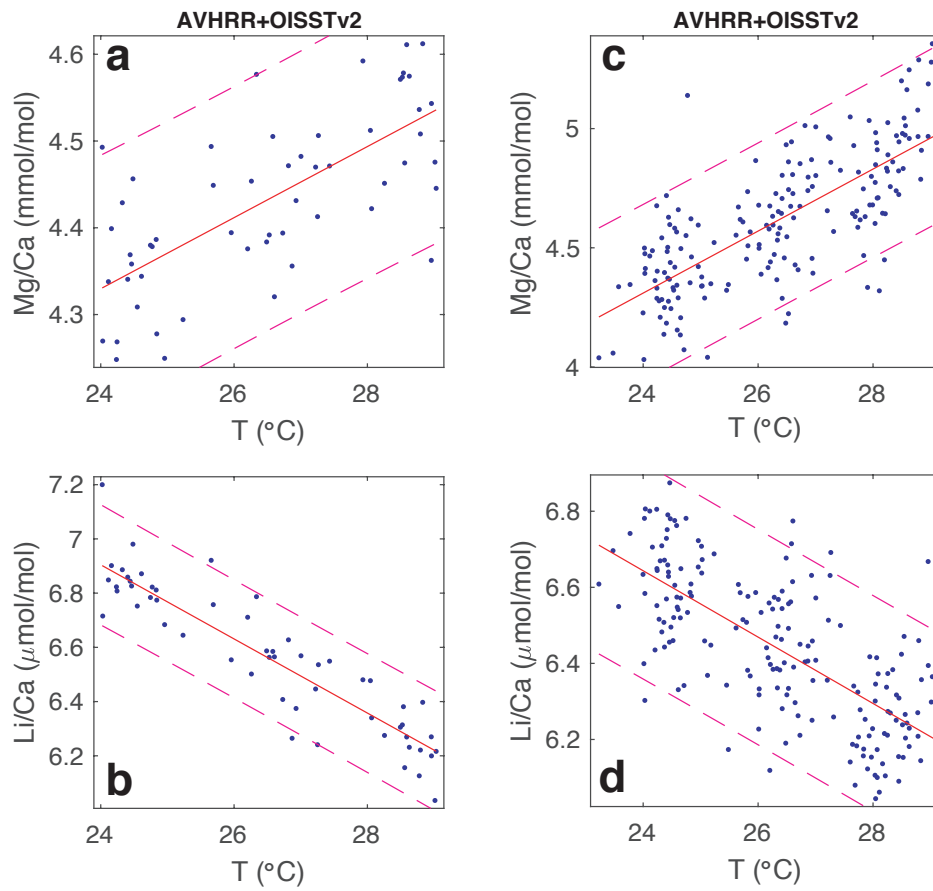 AVHRR+OISSTv2
a
4.6
4.5
4.4
4.3
Mg/Ca (mmol/mol)
24 26 28
T (°C)
AVHRR+OISSTv2
c
5
4.5
4
Mg/Ca (mmol/mol)
24 26 28
T (°C)
7.2
7
6.8
6.6
6.4
6.2
Li/Ca (μmol/mol)
b
24 26 28
T (°C)
6.8
6.6
6.4
6.2
Li/Ca (μmol/mol)
d
24 26 28
T (°C)